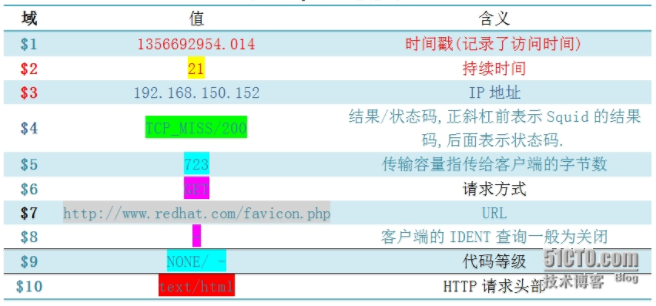 域 值 含义
$1 1356692954.014 时间戳(记录了访问时间)
$2 21 持续时间
$3 192.168.150.152 IP 地址
$4 TCP_MISS/200 结果/状态码,正斜杠前表示 Squid 的结果
码,后面表示状态码.
$5 723 传输容量指传给客户端的字节数
$6 GET 请求方式
$7 http://www.redhat.com/favicon.php URL
$8 - 客户端的 IDENT 查询一般为关闭
$9 NONE/ - 代码等级
$10 text/html HTTP 请求头部
51CTO.com
技术博客 Blog